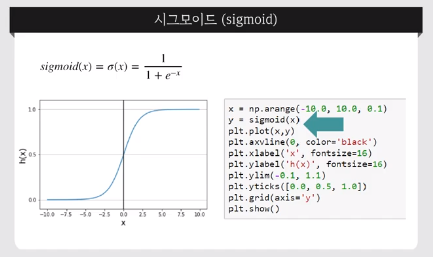 시그모이드 (sigmoid)
sigmoid(x) = σ(x) = 1 / (1 + e^{-x})
h(x)
1.0
0.5
0.0
-10.0 -7.5 -5.0 -2.5 0.0 2.5 5.0 7.5 10.0
x
x = np.arange(-10.0, 10.0, 0.1)
y = sigmoid(x)
plt.plot(x,y)
plt.axvline(0, color='black')
plt.xlabel('x', fontsize=16)
plt.ylabel('h(x)', fontsize=16)
plt.ylim(-0.1, 1.1)
plt.yticks([0.0, 0.5, 1.0])
plt.grid(axis='y')
plt.show()